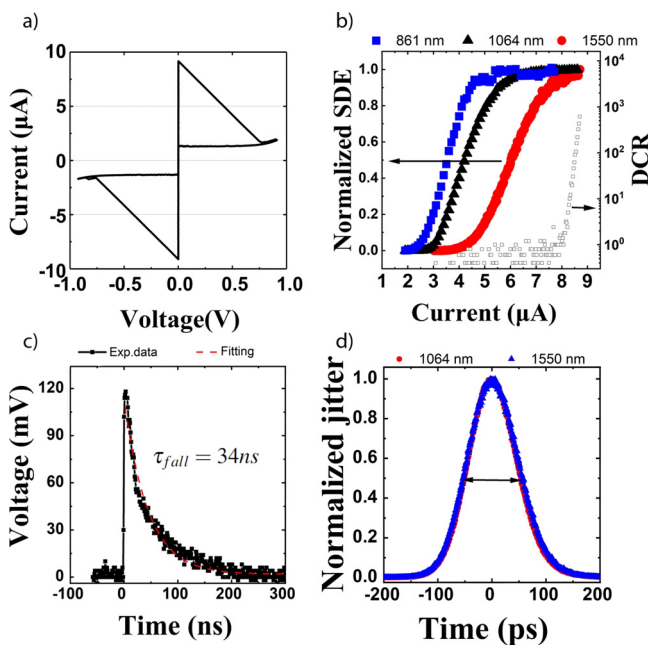 a)
Current (µA)
10
5
0
-5
-10
-1.0 -0.5 0.0 0.5 1.0
Voltage(V)
b)
861 nm 1064 nm 1550 nm
Normalized SDE
1.0
0.8
0.6
0.4
0.2
0.0
10⁴
10³
10²
10¹
10⁰
DCR
1 2 3 4 5 6 7 8 9
Current (µA)
c)
Exp.data Fitting
Voltage (mV)
120
90
60
30
0
τfall = 34ns
-100 0 100 200 300
Time (ns)
d)
1064 nm 1550 nm
Normalized jitter
1.0
0.8
0.6
0.4
0.2
0.0
-200 -100 0 100 200
Time (ps)